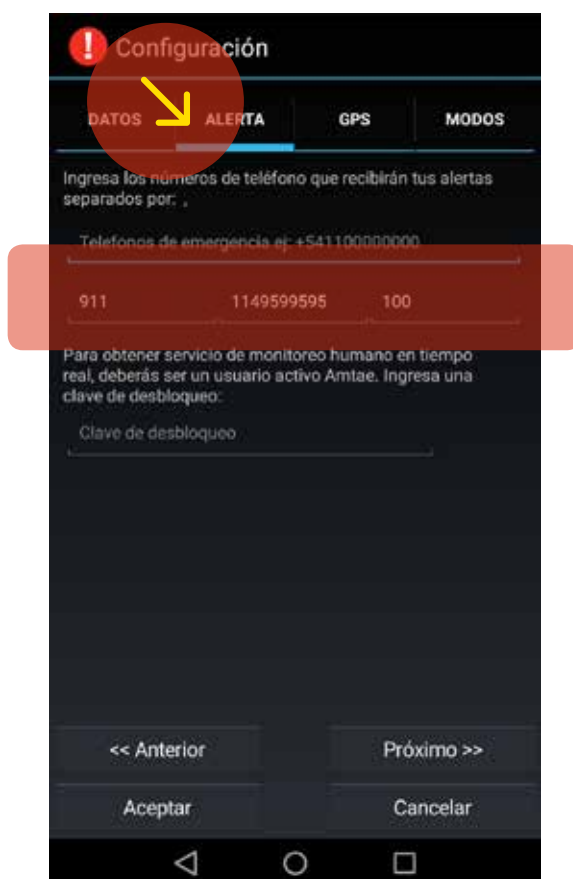 Configuración
DATOS ALERTA GPS MODOS
Ingresa los números de teléfono que recibirán tus alertas
separados por: ,
Telefonos de emergencia ej: +541100000000
911 1149599595 100
Para obtener servicio de monitoreo humano en tiempo
real, deberás ser un usuario activo Amtae. Ingresa una
clave de desbloqueo:
Clave de desbloqueo
<< Anterior Próximo >>
Aceptar Cancelar